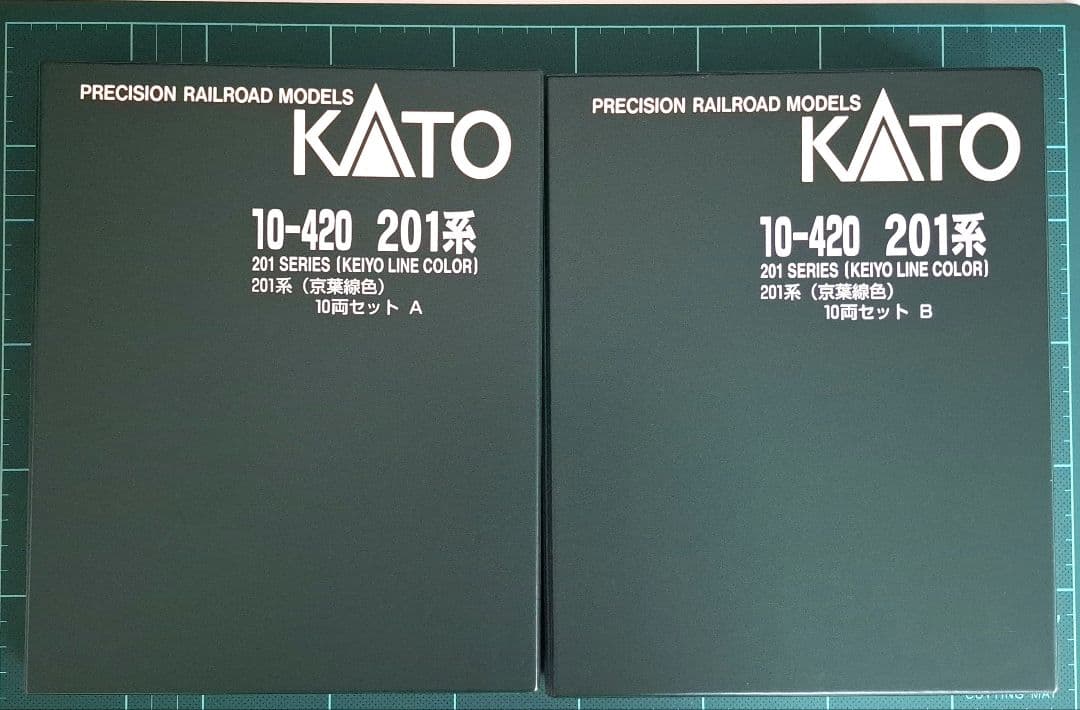 PRECISION RAILROAD MODELS
KATO
10-420 201系
201 SERIES (KEIYO LINE COLOR)
201系（京葉線色）
10両セット A
PRECISION RAILROAD MODELS
KATO
10-420 201系
201 SERIES (KEIYO LINE COLOR)
201系（京葉線色）
10両セット B
CUTTING MAT